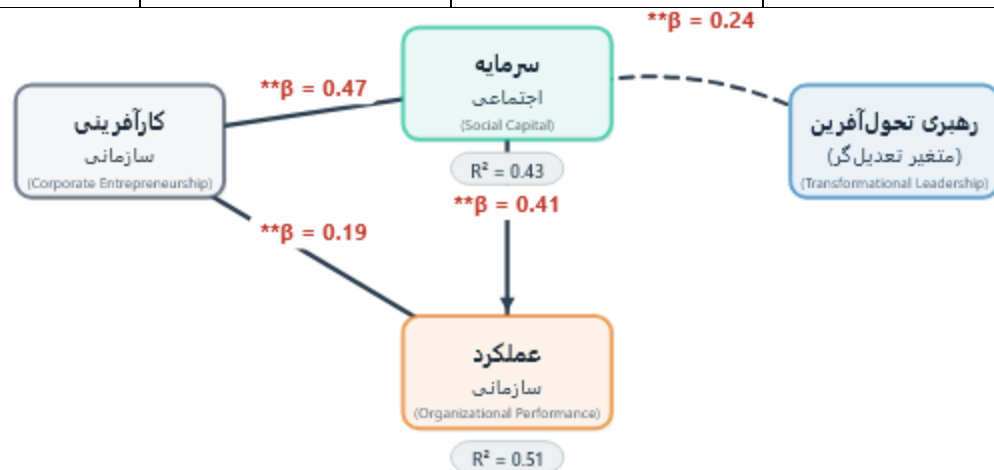 **β = 0.24
سرمایه
اجتماعی
(Social Capital)
R² = 0.43
**β = 0.47
کارآفرینی
سازمانی
(Corporate Entrepreneurship)
رهبری تحول‌آفرین
(متغیر تعدیل‌گر)
(Transformational Leadership)
**β = 0.41
**β = 0.19
عملکرد
سازمانی
(Organizational Performance)
R² = 0.51